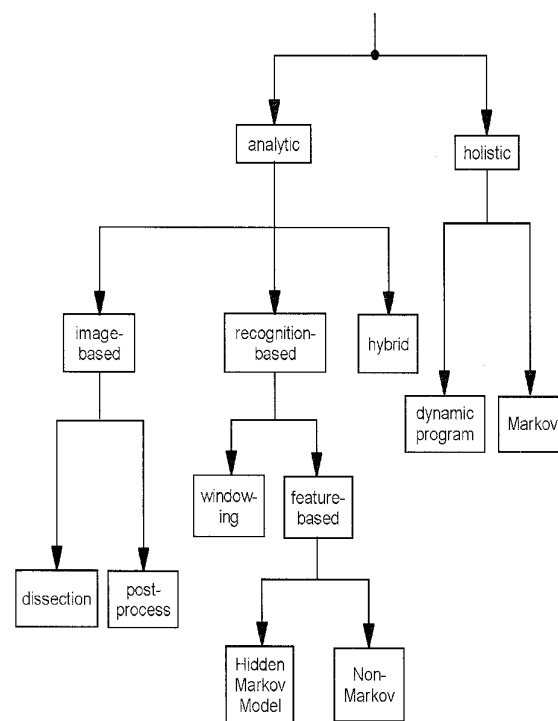 analytic
holistic
image-
based
recognition-
based
hybrid
dynamic
program
Markov
window-
ing
feature-
based
dissection
post-
process
Hidden
Markov
Model
Non-
Markov